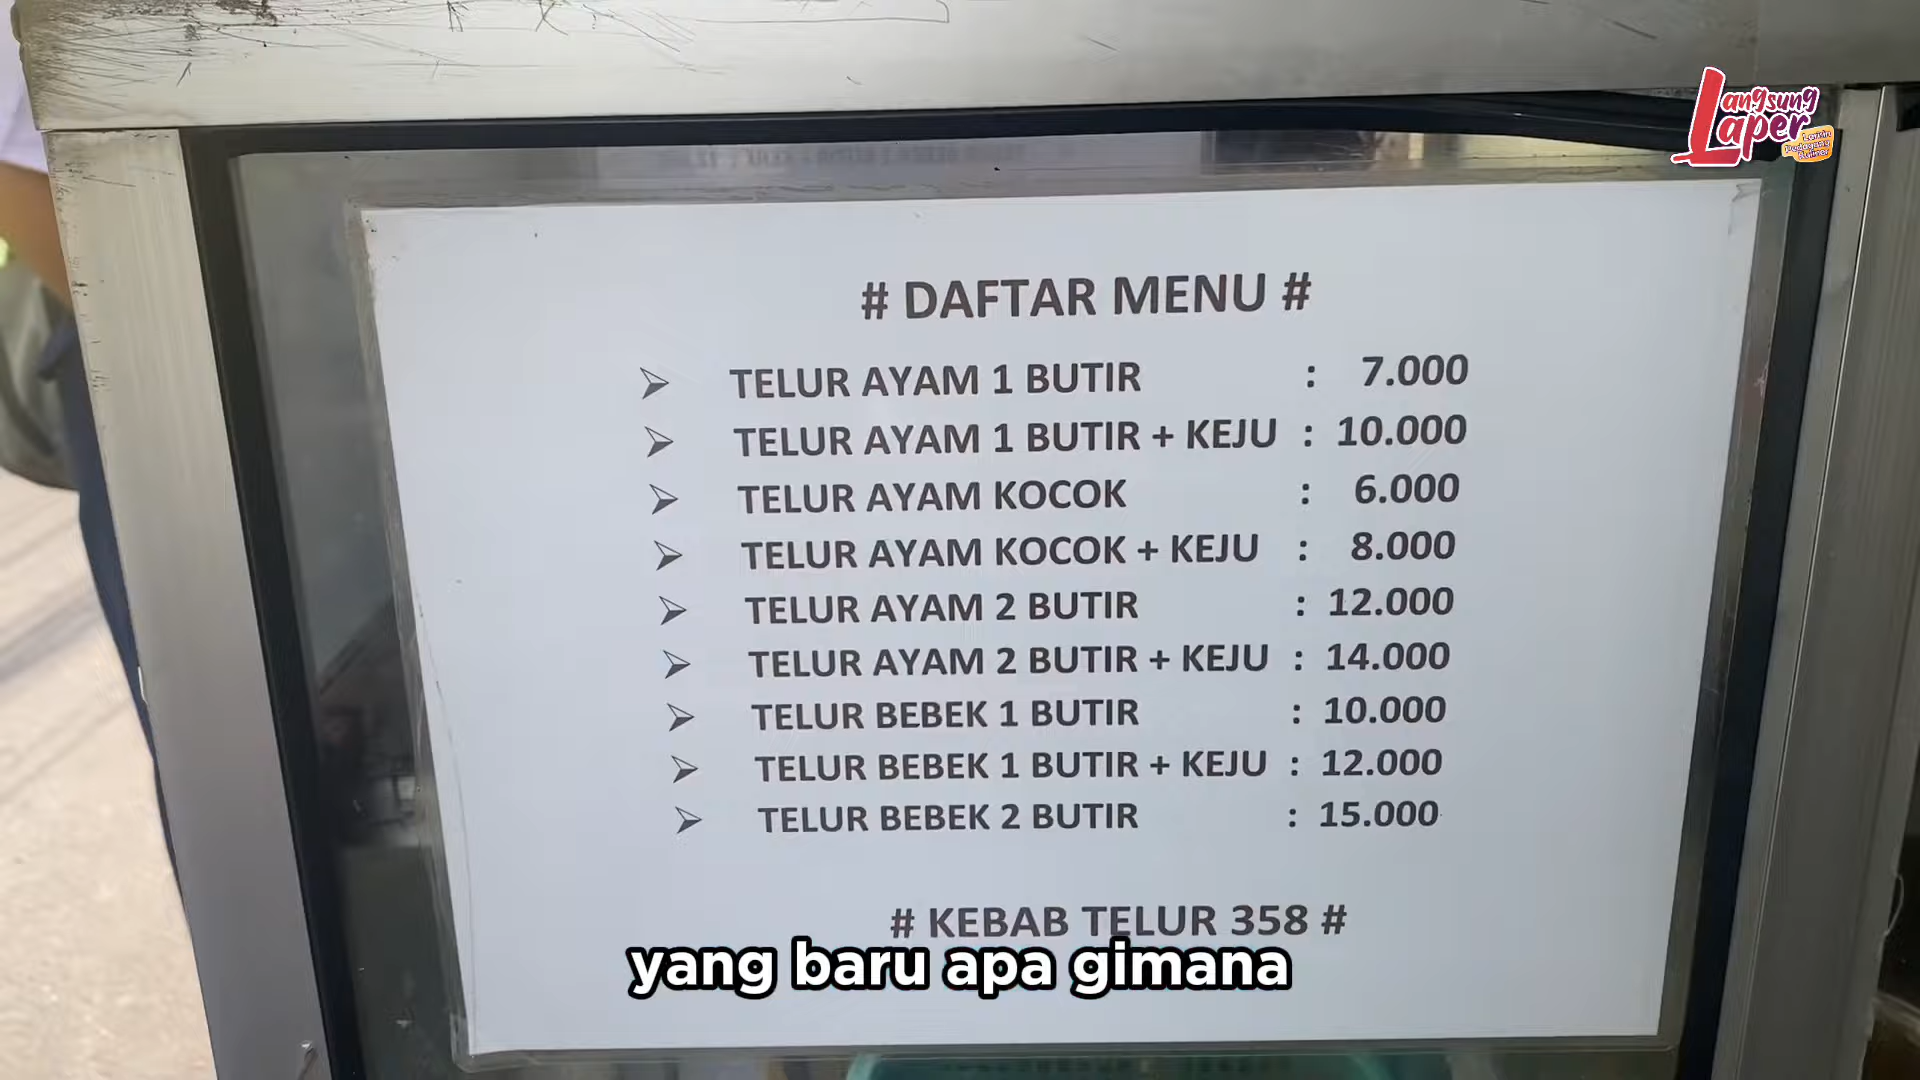 Langsung
Laper
# DAFTAR MENU #
➢ TELUR AYAM 1 BUTIR : 7.000
➢ TELUR AYAM 1 BUTIR + KEJU : 10.000
➢ TELUR AYAM KOCOK : 6.000
➢ TELUR AYAM KOCOK + KEJU : 8.000
➢ TELUR AYAM 2 BUTIR : 12.000
➢ TELUR AYAM 2 BUTIR + KEJU : 14.000
➢ TELUR BEBEK 1 BUTIR : 10.000
➢ TELUR BEBEK 1 BUTIR + KEJU : 12.000
➢ TELUR BEBEK 2 BUTIR : 15.000
# KEBAB TELUR 358 #
yang baru apa gimana